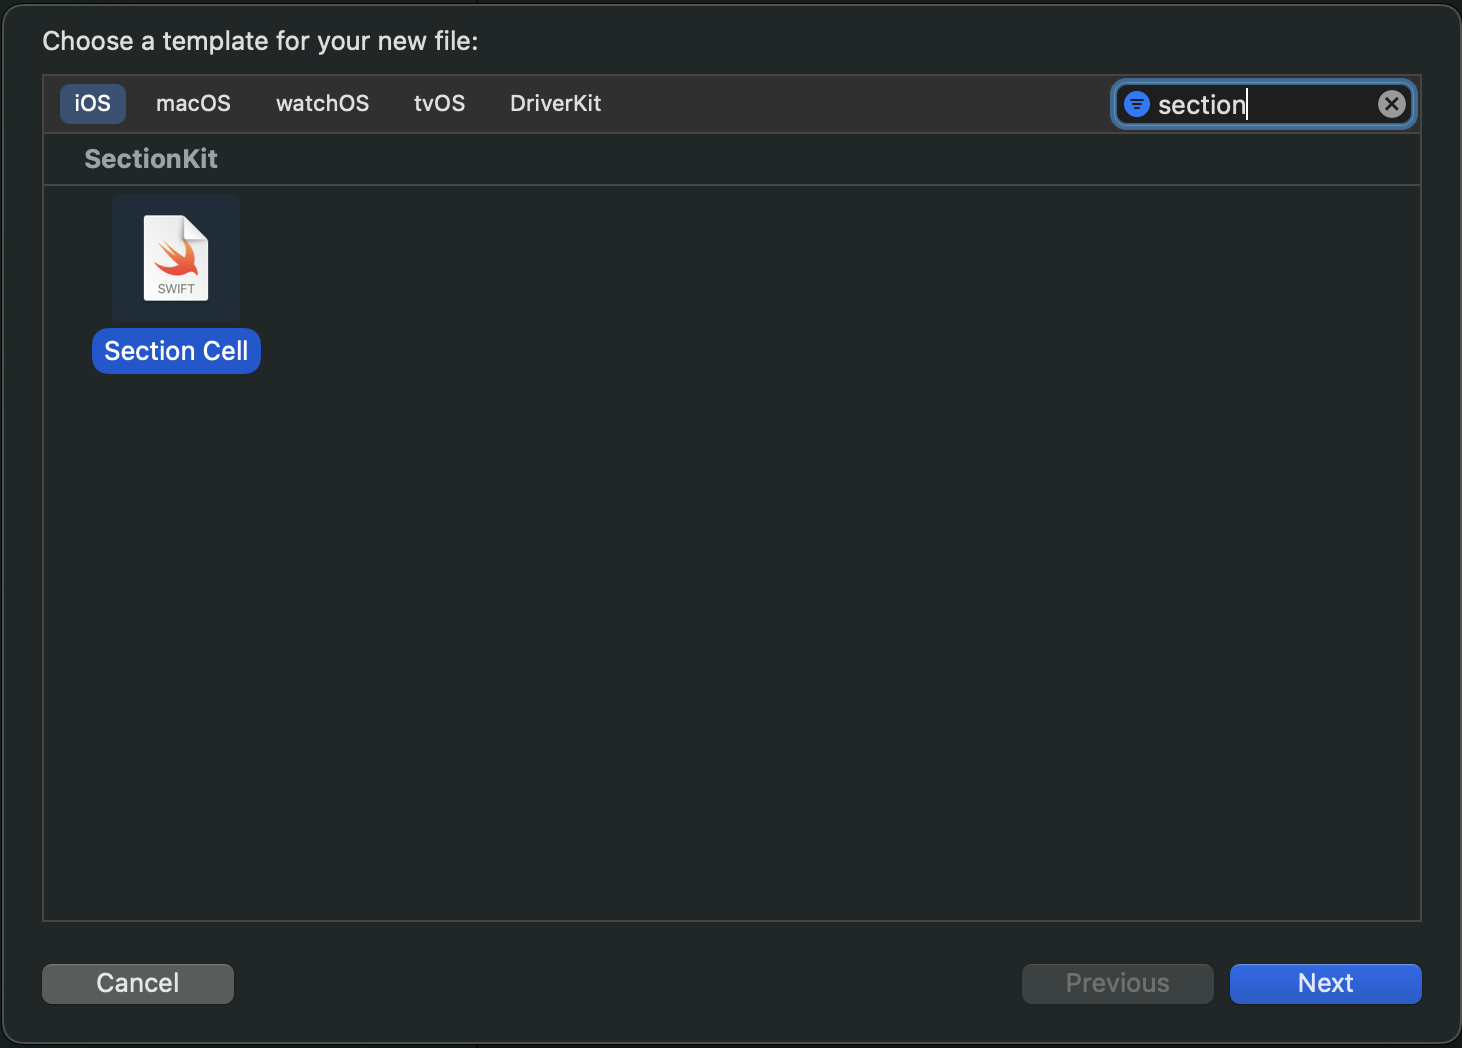 Choose a template for your new file:
iOS macOS watchOS tvOS DriverKit section
SectionKit
SWIFT
Section Cell
Cancel Previous Next